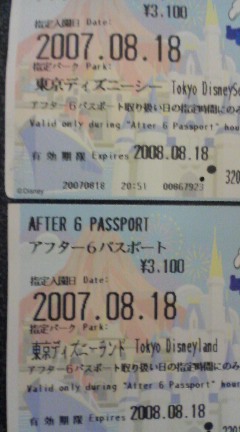 ¥3,100
指定入園日 Date:
2007.08.18
指定パーク Park:
東京ディズニーシー Tokyo DisneySe
アフター6パスポート取り扱い日の指定時間にのみ
Valid only during "After 6 Passport" hou
有効期限 Expires 2008.08.18
320
©Disney 20070818 20:51 00867923
AFTER 6 PASSPORT
アフター6パスポート
¥3,100
指定入園日 Date:
2007.08.18
指定パーク Park:
東京ディズニーランド Tokyo Disneyland
アフター6パスポート取り扱い日の指定時間にのみ
Valid only during "After 6 Passport" hou
有効期限 Expires 2008.08.18